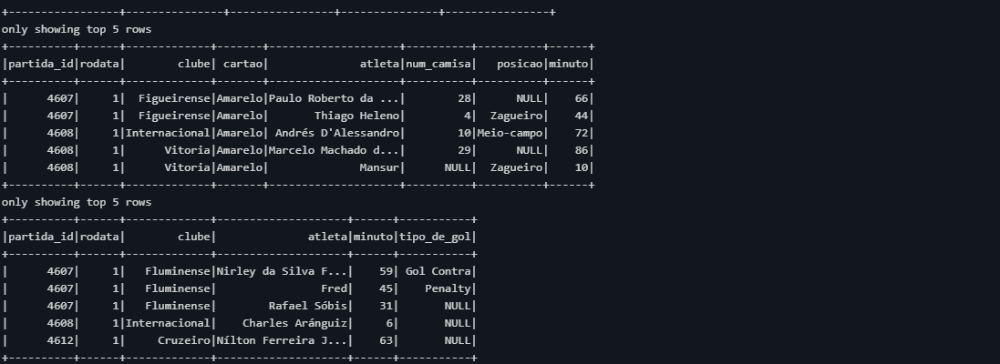 +----------------+---------------+----------------+---------------+---------------+
only showing top 5 rows
+----------+------+-------------+-------+--------------------+----------+----------+------+
|partida_id|rodata|        clube| cartao|              atleta|num_camisa|   posicao|minuto|
+----------+------+-------------+-------+--------------------+----------+----------+------+
|      4607|     1|  Figueirense|Amarelo|Paulo Roberto da ...|        28|      NULL|    66|
|      4607|     1|  Figueirense|Amarelo|       Thiago Heleno|         4|  Zagueiro|    44|
|      4608|     1|Internacional|Amarelo| Andrés D'Alessandro|        10|Meio-campo|    72|
|      4608|     1|      Vitoria|Amarelo|Marcelo Machado d...|        29|      NULL|    86|
|      4608|     1|      Vitoria|Amarelo|              Mansur|      NULL|  Zagueiro|    10|
+----------+------+-------------+-------+--------------------+----------+----------+------+
only showing top 5 rows
+----------+------+-------------+--------------------+------+-----------+
|partida_id|rodata|        clube|              atleta|minuto|tipo_de_gol|
+----------+------+-------------+--------------------+------+-----------+
|      4607|     1|   Fluminense|Nirley da Silva F...|    59| Gol Contra|
|      4607|     1|   Fluminense|                Fred|    45|    Penalty|
|      4607|     1|   Fluminense|        Rafael Sóbis|    31|       NULL|
|      4608|     1|Internacional|    Charles Aránguiz|     6|       NULL|
|      4612|     1|     Cruzeiro|Nílton Ferreira J...|    63|       NULL|
+----------+------+-------------+--------------------+------+-----------+